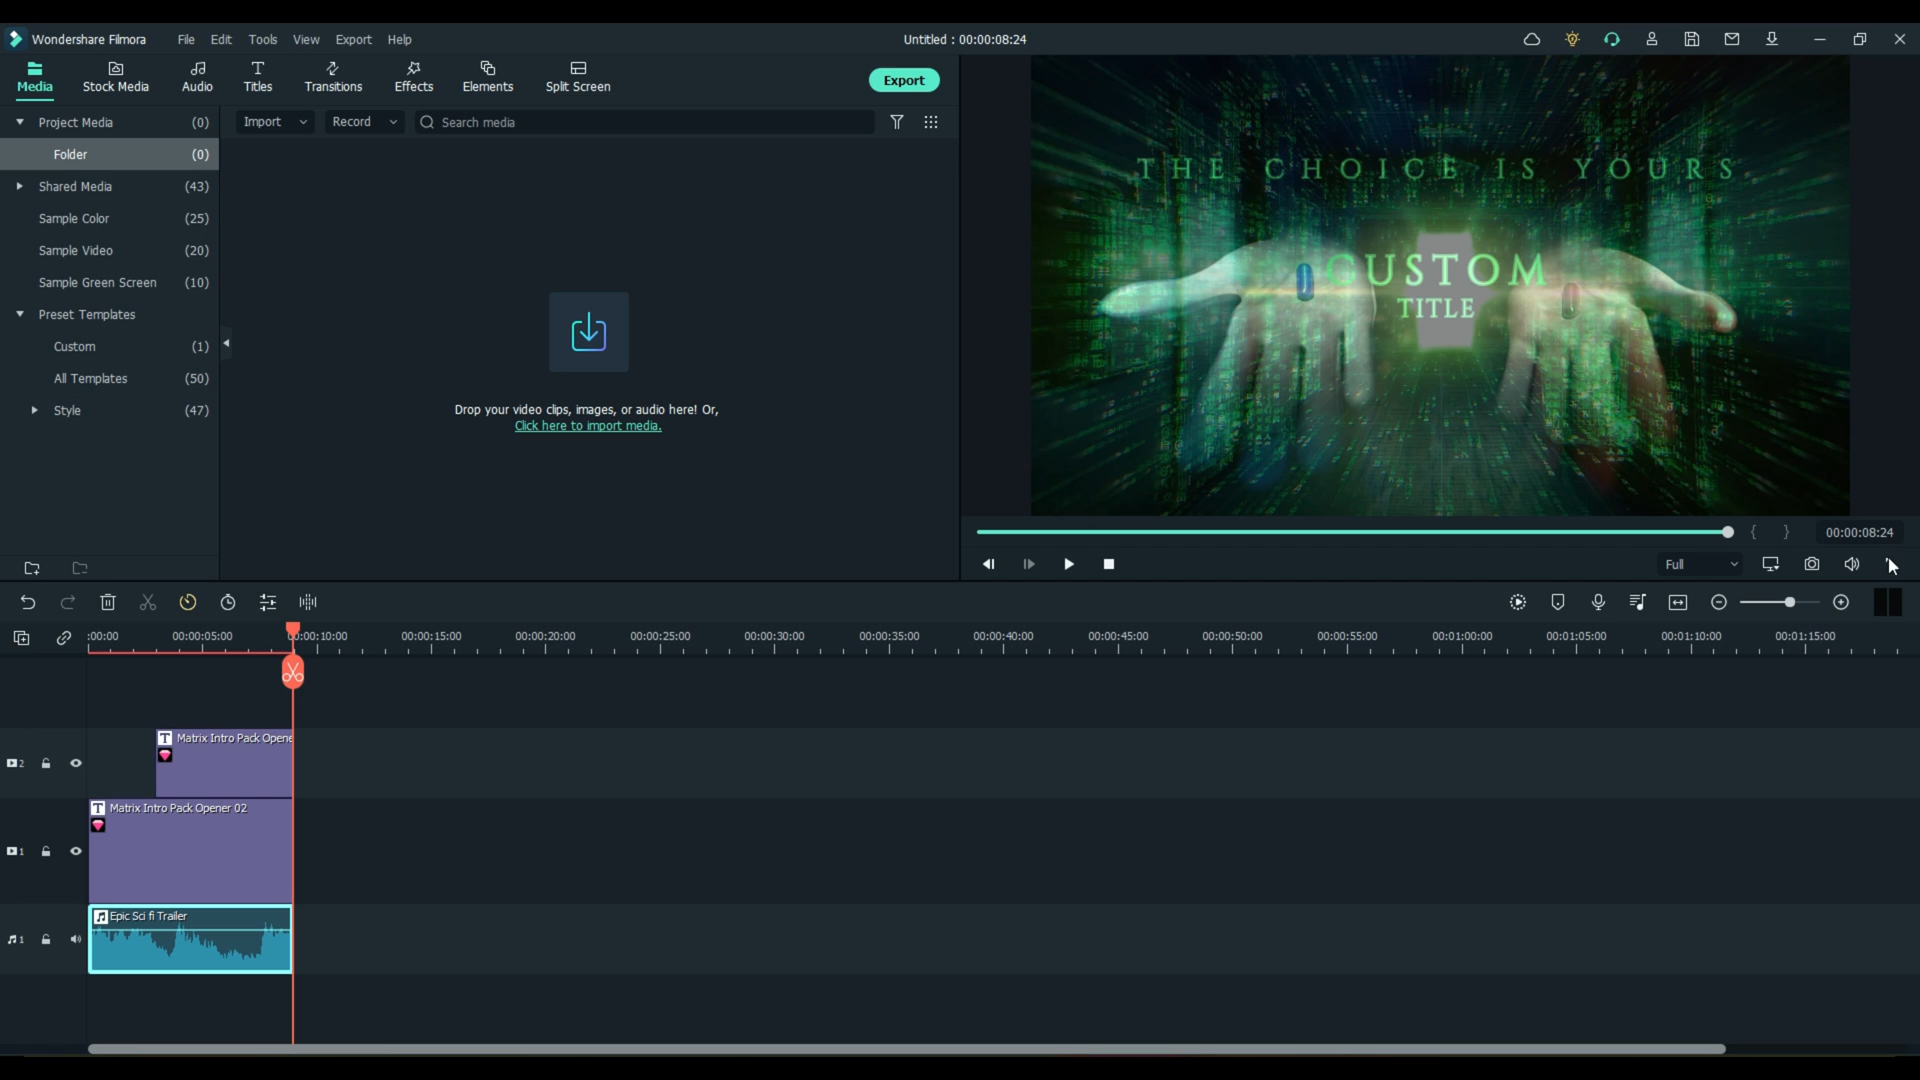 Wondershare Filmora File Edit Tools View Export Help Untitled : 00:00:08:24
Media Stock Media Audio Titles Transitions Effects Elements Split Screen Export
Project Media (0) Import Record Search media
Folder (0)
Shared Media (43)
Sample Color (25)
Sample Video (20)
Sample Green Screen (10)
Preset Templates
Custom (1)
All Templates (50)
Style (47)
Drop your video clips, images, or audio here! Or,
Click here to import media.
THE CHOICE IS YOURS
CUSTOM
TITLE
{ } 00:00:08:24
Full
:00:00 00:00:05:00 00:00:10:00 00:00:15:00 00:00:20:00 00:00:25:00 00:00:30:00 00:00:35:00 00:00:40:00 00:00:45:00 00:00:50:00 00:00:55:00 00:01:00:00 00:01:05:00 00:01:10:00 00:01:15:00
T Matrix Intro Pack Opene
2
T Matrix Intro Pack Opener 02
1
Epic Sci fi Trailer
1